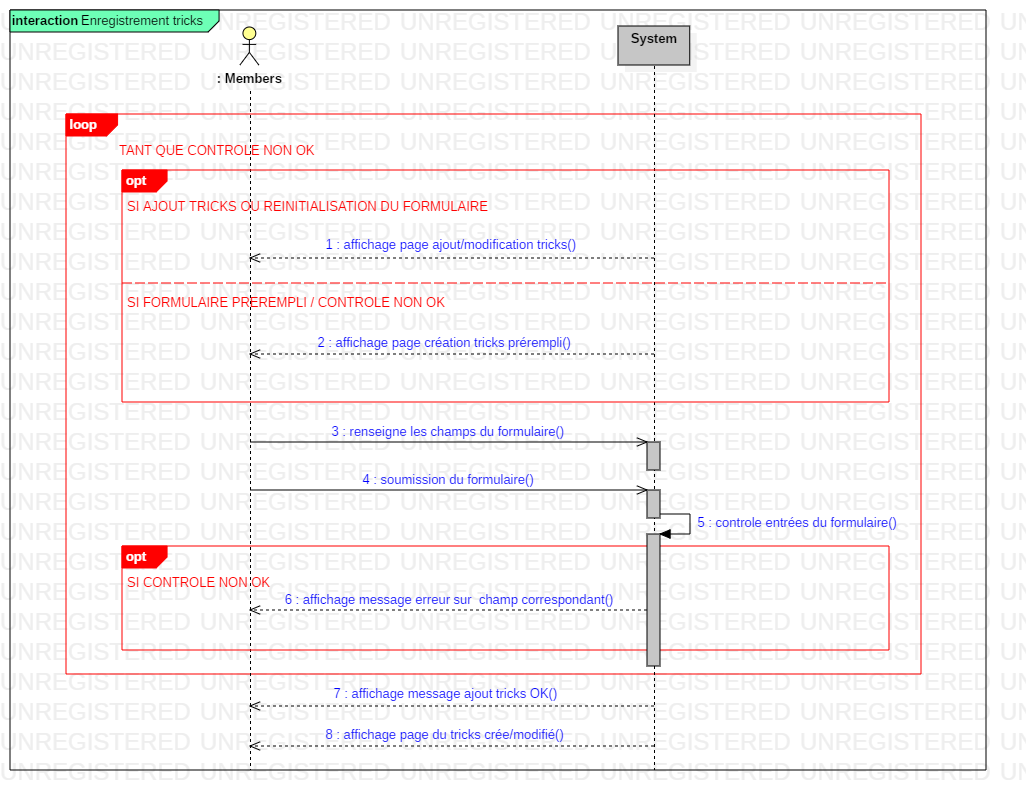 interaction Enregistrement tricks
System
: Members
loop
TANT QUE CONTROLE NON OK
opt
SI AJOUT TRICKS OU REINITIALISATION DU FORMULAIRE
1 : affichage page ajout/modification tricks()
SI FORMULAIRE PREREMPLI / CONTROLE NON OK
2 : affichage page création tricks prérempli()
3 : renseigne les champs du formulaire()
4 : soumission du formulaire()
5 : controle entrées du formulaire()
opt
SI CONTROLE NON OK
6 : affichage message erreur sur  champ correspondant()
7 : affichage message ajout tricks OK()
8 : affichage page du tricks crée/modifié()
UNREGISTERED